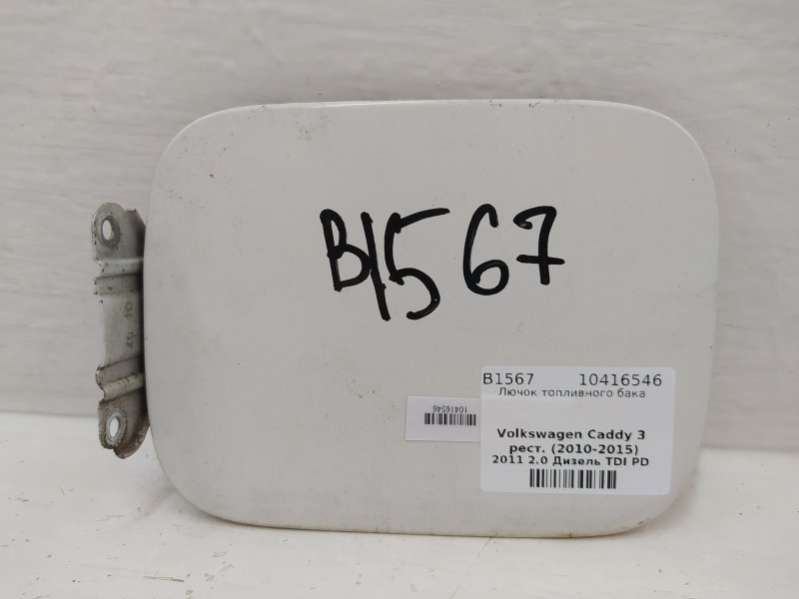 B1567
B1567 10416546
Лючок топливного бака
Volkswagen Caddy 3
рест. (2010-2015)
2011 2.0 Дизель TDI PD
10416546